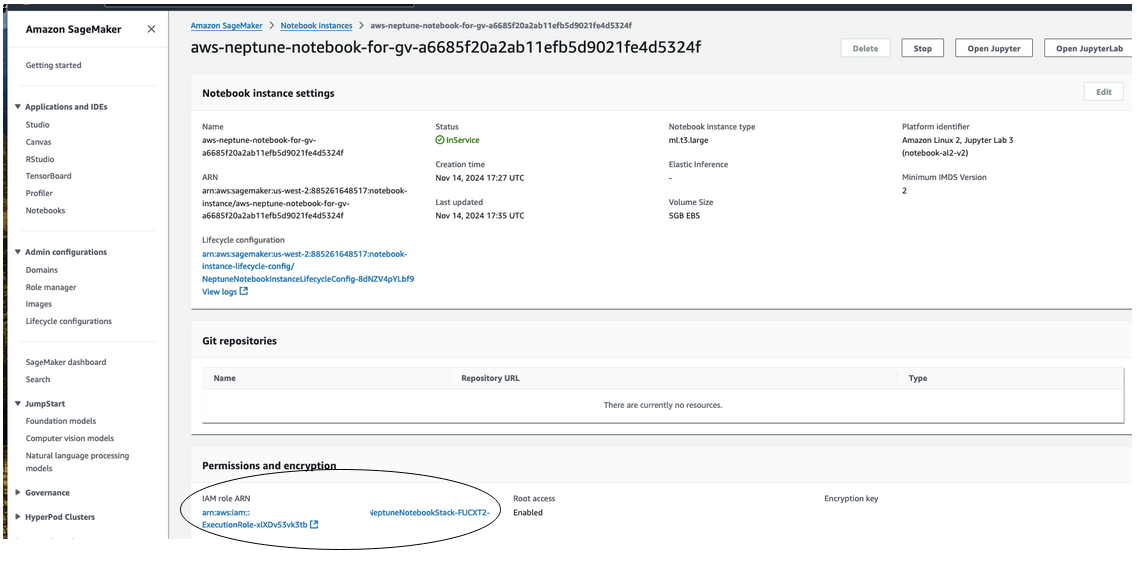 Amazon SageMaker
Getting started
Applications and IDEs
Studio
Canvas
RStudio
TensorBoard
Profiler
Notebooks
Admin configurations
Domains
Role manager
Images
Lifecycle configurations
SageMaker dashboard
Search
JumpStart
Foundation models
Computer vision models
Natural language processing
models
Governance
HyperPod Clusters
Amazon SageMaker > Notebook instances > aws-neptune-notebook-for-gv-a6685f20a2ab11efb5d9021fe4d5324f
aws-neptune-notebook-for-gv-a6685f20a2ab11efb5d9021fe4d5324f
Delete Stop Open Jupyter Open JupyterLab
Notebook instance settings
Edit
Name
aws-neptune-notebook-for-gv-
a6685f20a2ab11efb5d9021fe4d5324f
ARN
arn:aws:sagemaker:us-west-2:885261648517:notebook-
instance/aws-neptune-notebook-for-gv-
a6685f20a2ab11efb5d9021fe4d5324f
Lifecycle configuration
arn:aws:sagemaker:us-west-2:885261648517:notebook-
instance-lifecycle-config/
NeptuneNotebookInstanceLifecycleConfig-8dNZV4pYLbf9
View logs
Status
InService
Creation time
Nov 14, 2024 17:27 UTC
Last updated
Nov 14, 2024 17:35 UTC
Notebook instance type
ml.t3.large
Elastic Inference
-
Volume Size
5GB EBS
Platform identifier
Amazon Linux 2, Jupyter Lab 3
(notebook-al2-v2)
Minimum IMDS Version
2
Git repositories
Name Repository URL Type
There are currently no resources.
Permissions and encryption
IAM role ARN
arn:aws:iam:: NeptuneNotebookStack-FUCXT2-
ExecutionRole-xlXDv53vk3tb
Root access
Enabled
Encryption key